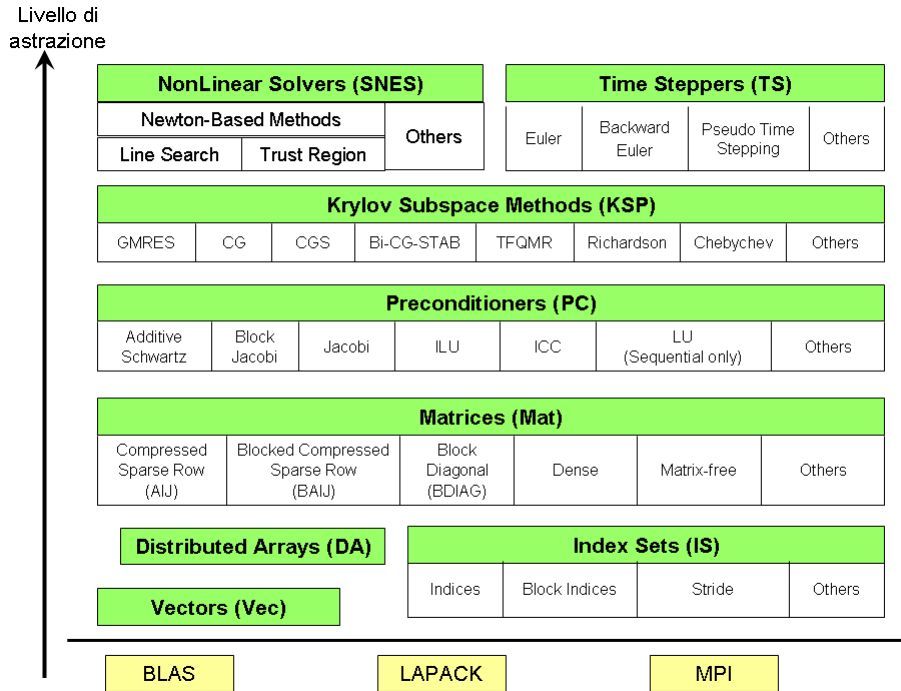 Livello di
astrazione
NonLinear Solvers (SNES)
Newton-Based Methods
Line Search
Trust Region
Others
Time Steppers (TS)
Euler
Backward
Euler
Pseudo Time
Stepping
Others
Krylov Subspace Methods (KSP)
GMRES
CG
CGS
Bi-CG-STAB
TFQMR
Richardson
Chebychev
Others
Preconditioners (PC)
Additive
Schwartz
Block
Jacobi
Jacobi
ILU
ICC
LU
(Sequential only)
Others
Matrices (Mat)
Compressed
Sparse Row
(AIJ)
Blocked Compressed
Sparse Row
(BAIJ)
Block
Diagonal
(BDIAG)
Dense
Matrix-free
Others
Distributed Arrays (DA)
Vectors (Vec)
Index Sets (IS)
Indices
Block Indices
Stride
Others
BLAS
LAPACK
MPI